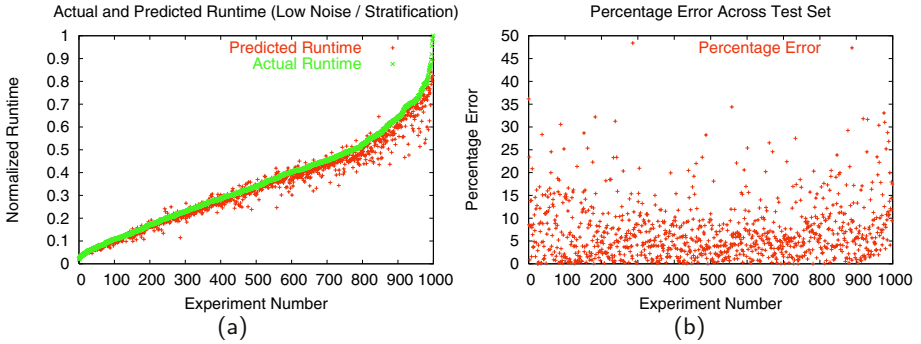 Actual and Predicted Runtime (Low Noise / Stratification)
Predicted Runtime
Actual Runtime
Normalized Runtime
1
0.9
0.8
0.7
0.6
0.5
0.4
0.3
0.2
0.1
0
0 100 200 300 400 500 600 700 800 900 1000
Experiment Number
(a)
Percentage Error Across Test Set
Percentage Error
Percentage Error
50
45
40
35
30
25
20
15
10
5
0
0 100 200 300 400 500 600 700 800 900 1000
Experiment Number
(b)